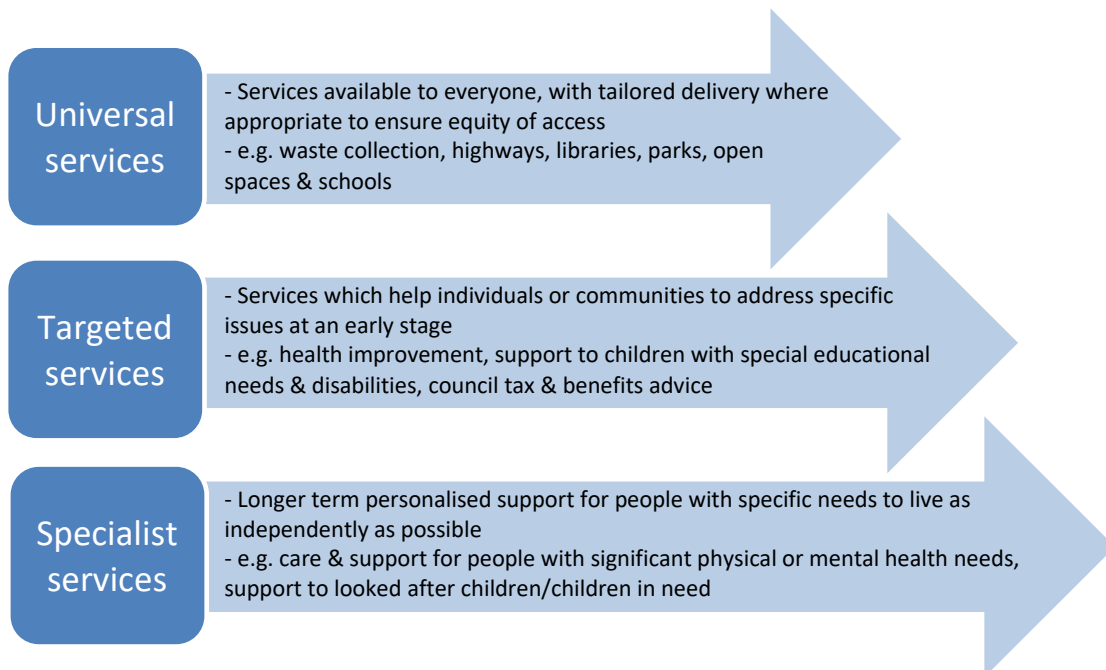 Universal
services
- Services available to everyone, with tailored delivery where
appropriate to ensure equity of access
- e.g. waste collection, highways, libraries, parks, open
spaces & schools
Targeted
services
- Services which help individuals or communities to address specific
issues at an early stage
- e.g. health improvement, support to children with special educational
needs & disabilities, council tax & benefits advice
Specialist
services
- Longer term personalised support for people with specific needs to live as
independently as possible
- e.g. care & support for people with significant physical or mental health needs,
support to looked after children/children in need